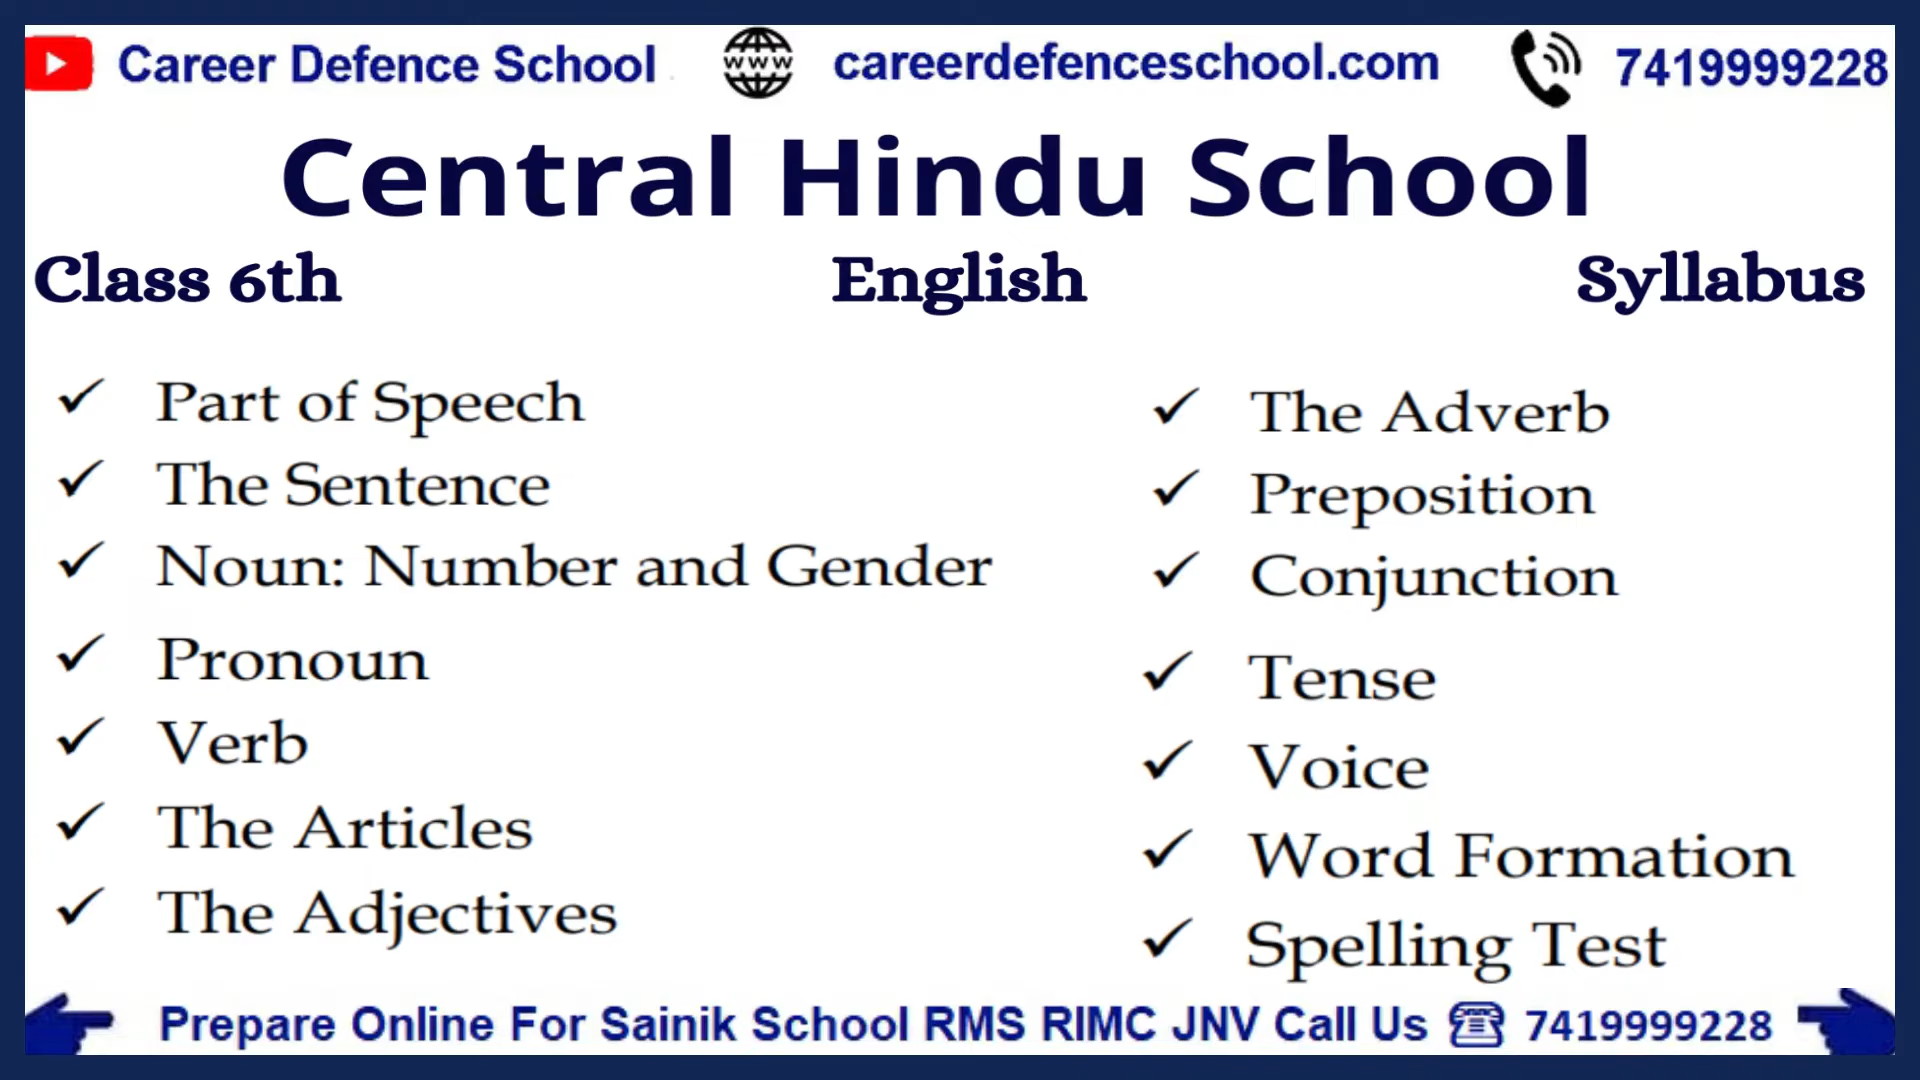 Career Defence School
www
careerdefenceschool.com
7419999228
Central Hindu School
Class 6th
English
Syllabus
Part of Speech
The Sentence
Noun: Number and Gender
Pronoun
Verb
The Articles
The Adjectives
The Adverb
Preposition
Conjunction
Tense
Voice
Word Formation
Spelling Test
Prepare Online For Sainik School RMS RIMC JNV Call Us 7419999228